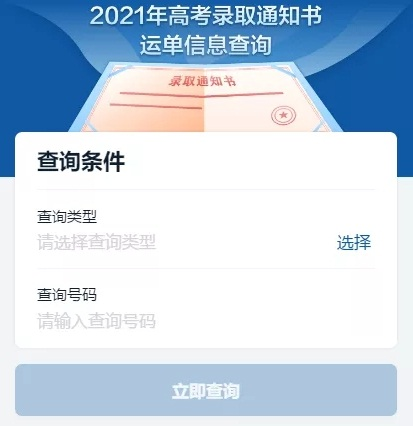 2021年高考录取通知书
运单信息查询
录取通知书
查询条件
查询类型
请选择查询类型
选择
查询号码
请输入查询号码
立即查询